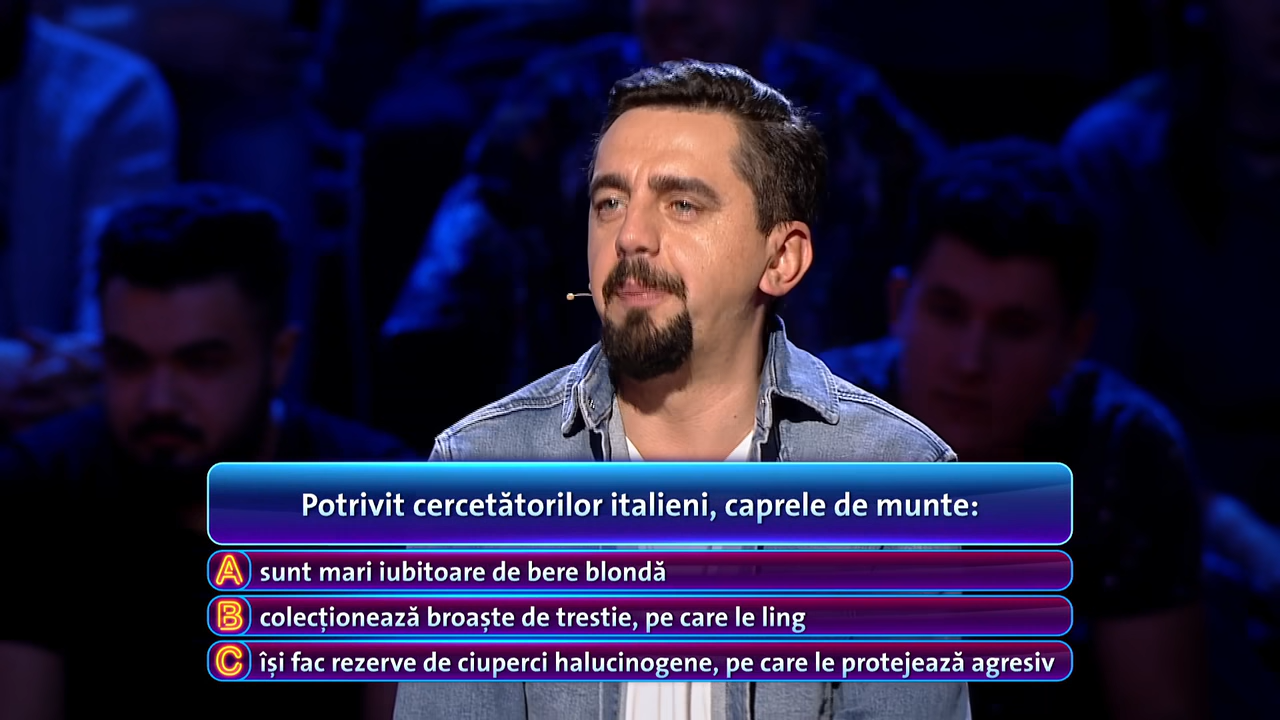 Potrivit cercetătorilor italieni, caprele de munte:
A sunt mari iubitoare de bere blondă
B colecționează broaște de trestie, pe care le ling
C își fac rezerve de ciuperci halucinogene, pe care le protejează agresiv